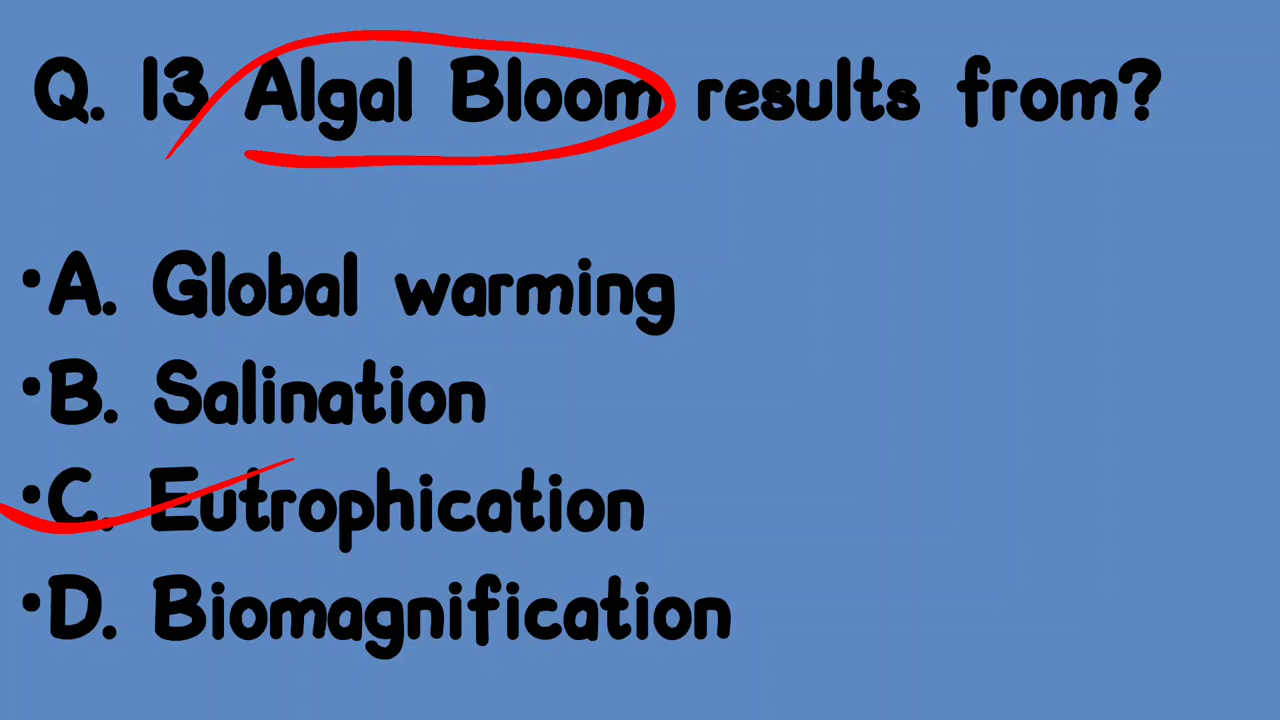 Q. 13 Algal Bloom results from?
•A. Global warming
•B. Salination
•C. Eutrophication
•D. Biomagnification